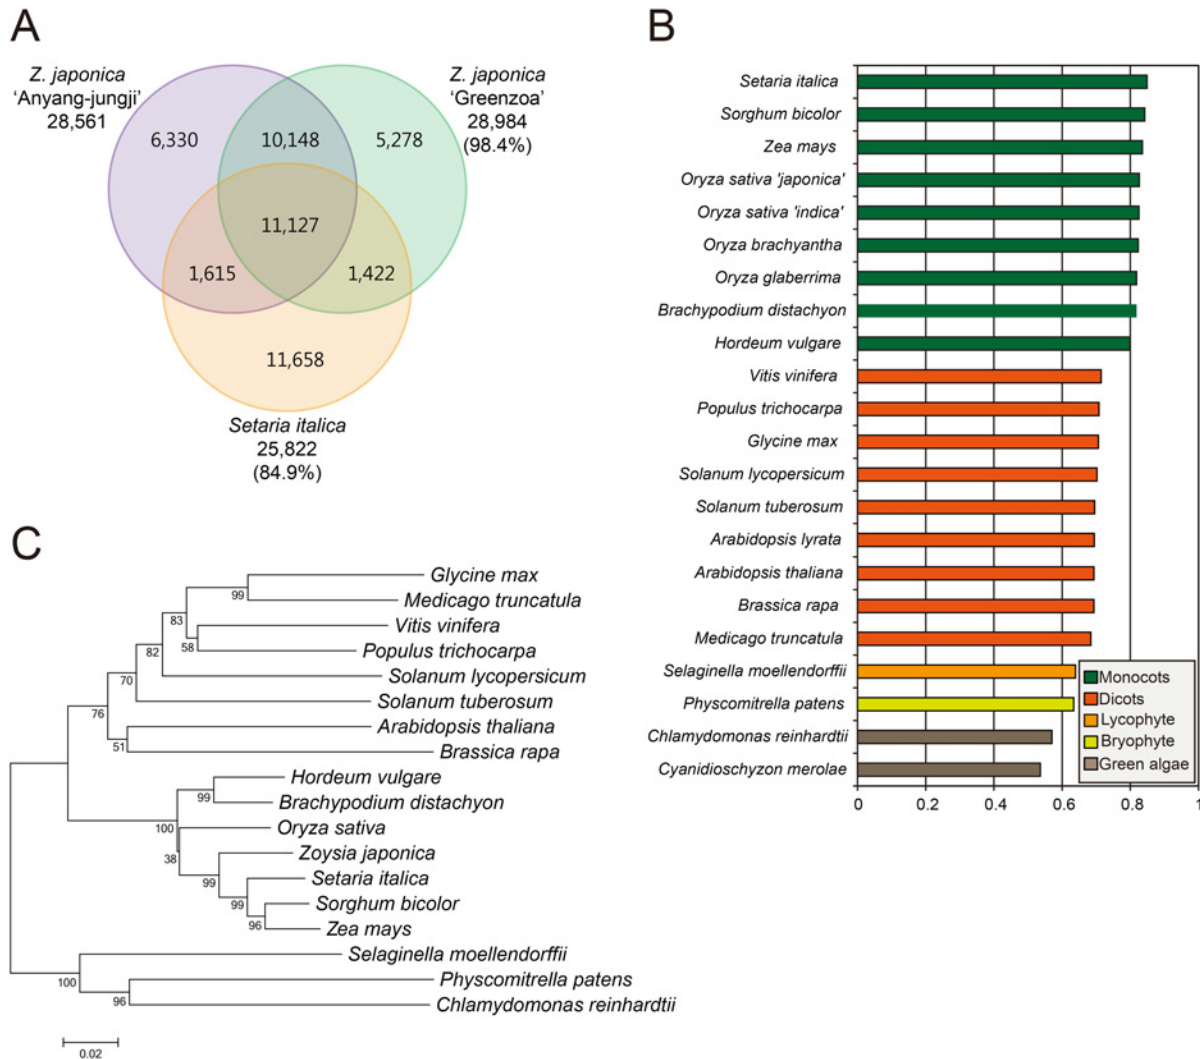 A
Z. japonica
'Anyang-jungji'
28,561
Z. japonica
'Greenzoa'
28,984
(98.4%)
6,330
10,148
5,278
11,127
1,615
1,422
11,658
Setaria italica
25,822
(84.9%)
B
Setaria italica
Sorghum bicolor
Zea mays
Oryza sativa 'japonica'
Oryza sativa 'indica'
Oryza brachyantha
Oryza glaberrima
Brachypodium distachyon
Hordeum vulgare
Vitis vinifera
Populus trichocarpa
Glycine max
Solanum lycopersicum
Solanum tuberosum
Arabidopsis lyrata
Arabidopsis thaliana
Brassica rapa
Medicago truncatula
Selaginella moellendorffii
Physcomitrella patens
Chlamydomonas reinhardtii
Cyanidioschyzon merolae
Monocots
Dicots
Lycophyte
Bryophyte
Green algae
0 0.2 0.4 0.6 0.8 1
C
Glycine max
99
Medicago truncatula
83
Vitis vinifera
58
Populus trichocarpa
82
Solanum lycopersicum
70
Solanum tuberosum
76
Arabidopsis thaliana
51
Brassica rapa
Hordeum vulgare
99
Brachypodium distachyon
100
Oryza sativa
38
Zoysia japonica
99
Setaria italica
99
Sorghum bicolor
96
Zea mays
Selaginella moellendorffii
100
Physcomitrella patens
96
Chlamydomonas reinhardtii
0.02